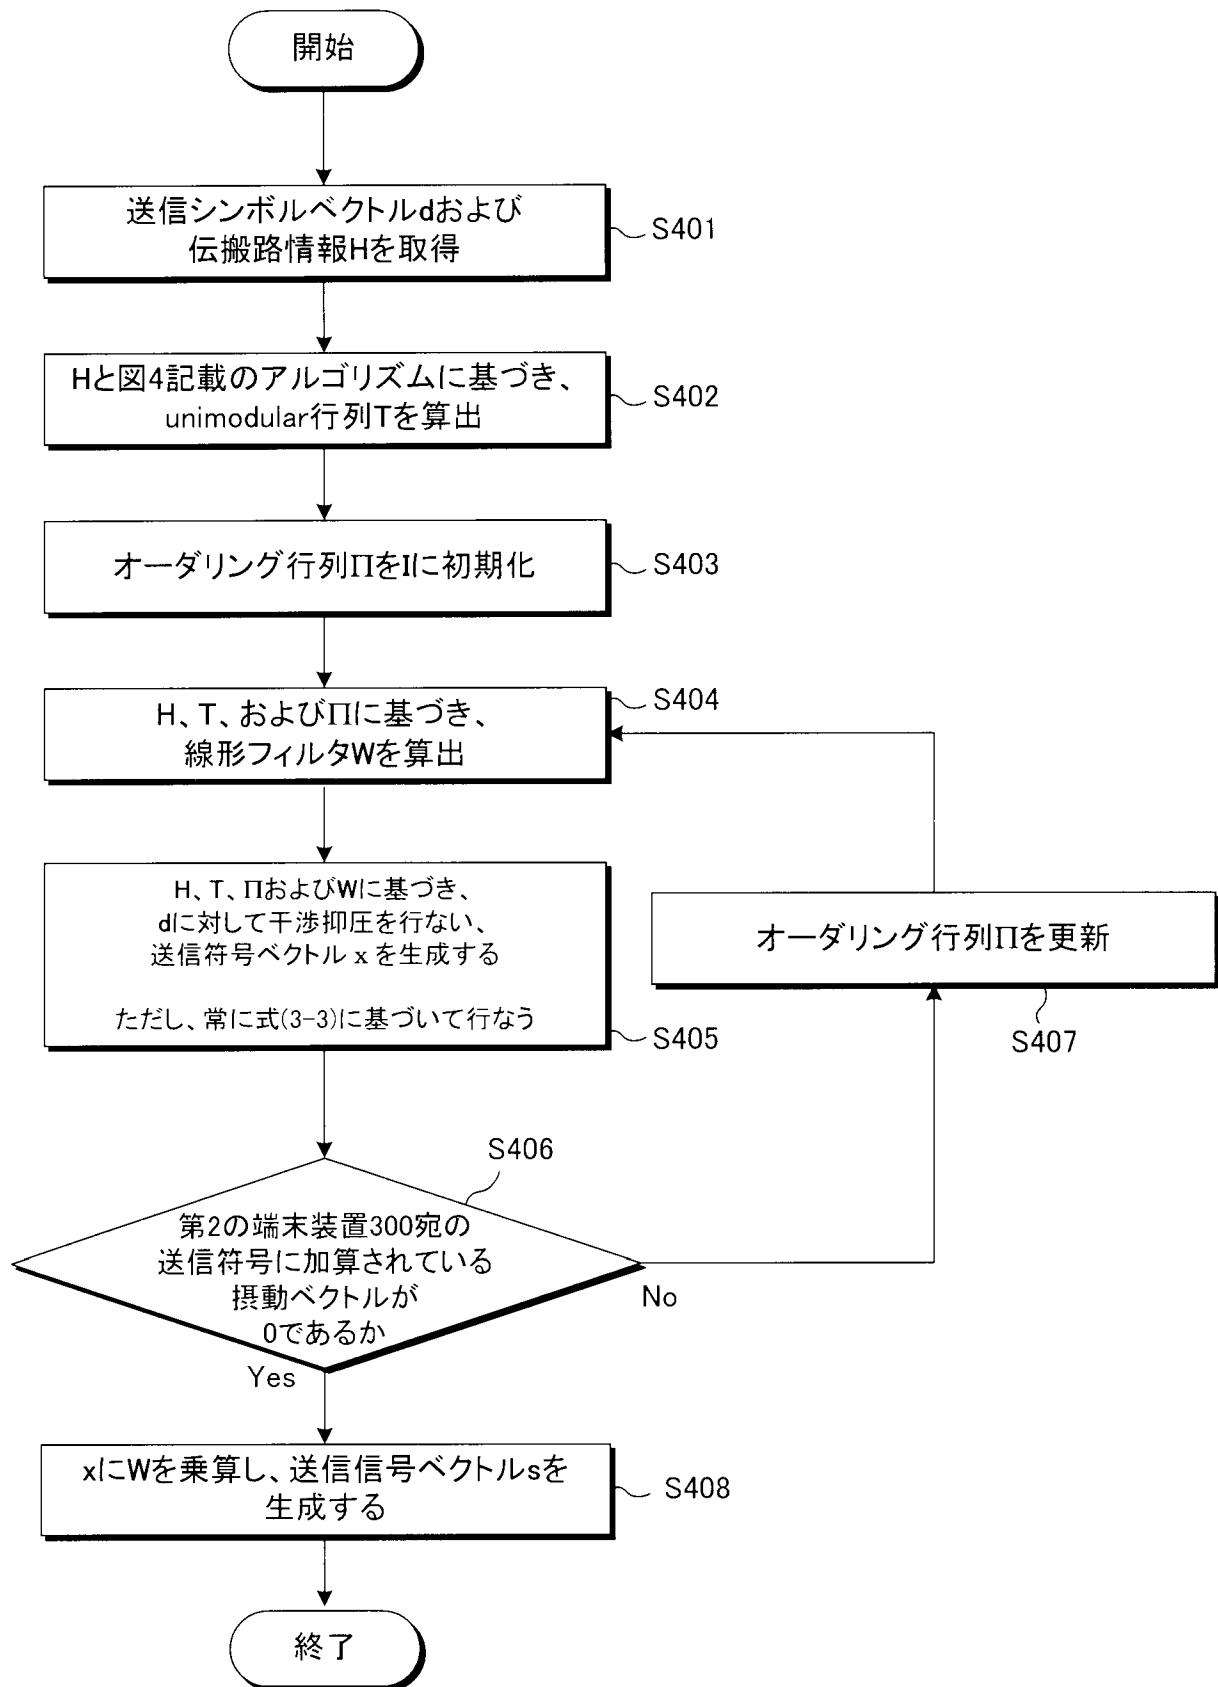 開始
送信シンボルベクトルdおよび
伝搬路情報Hを取得
S401
Hと図4記載のアルゴリズムに基づき、
unimodular行列Tを算出
S402
オーダリング行列ΠをIに初期化
S403
S404
H、T、およびΠに基づき、
線形フィルタWを算出
H、T、ΠおよびWに基づき、
dに対して干渉抑圧を行ない、
送信符号ベクトル x を生成する
ただし、常に式(3-3)に基づいて行なう
S405
オーダリング行列Πを更新
S407
S406
第2の端末装置300宛の
送信符号に加算されている
摂動ベクトルが
0であるか
No
Yes
xにWを乗算し、送信信号ベクトルsを
生成する
S408
終了